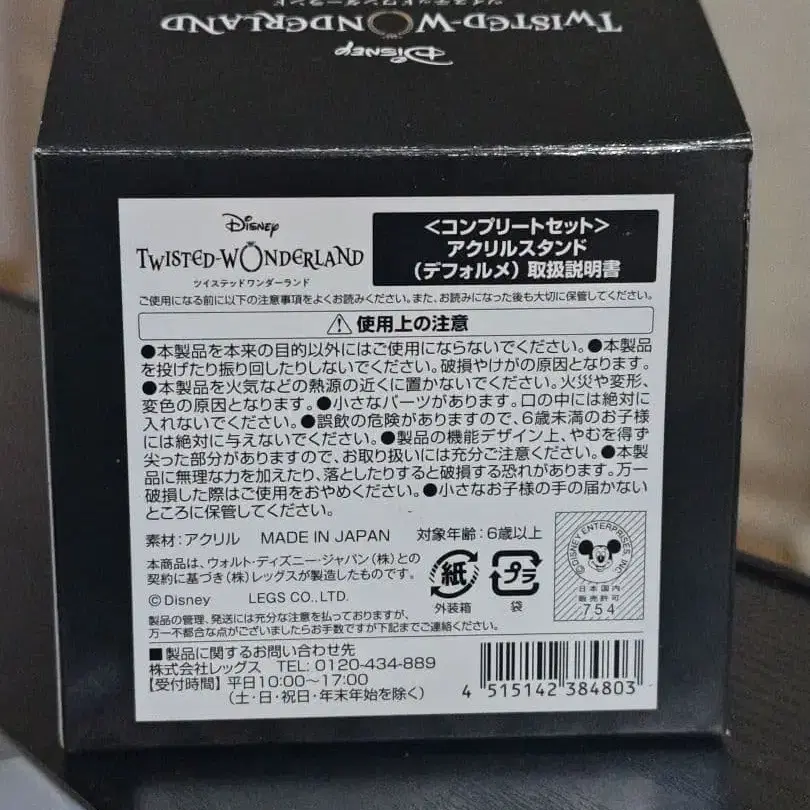 TWISTED-WONDERLAND
ツイステッドワンダーランド
Disney
Disney
TWISTED-WONDERLAND
ツイステッドワンダーランド
<コンプリートセット>
アクリルスタンド
(デフォルメ) 取扱説明書
ご使用になる前に以下の注意事項をよくお読みください。また、お読みになった後も大切に保管してください。
⚠ 使用上の注意
●本製品を本来の目的以外にはご使用にならないでください。●本製品
を投げたり振り回したりしないでください。破損やけがの原因となります。
●本製品を火気などの熱源の近くに置かないでください。火災や変形、
変色の原因となります。●小さなパーツがあります。口の中には絶対に
入れないでください。●誤飲の危険がありますので、6歳未満のお子様
には絶対に与えないでください。●製品の機能デザイン上、やむを得ず
尖った部分がありますので、お取り扱いには充分ご注意ください。●本製
品に無理な力を加えたり、落としたりすると破損する恐れがあります。万一
破損した際はご使用をおやめください。●小さなお子様の手の届かない
ところに保管してください。
素材:アクリル MADE IN JAPAN 対象年齢:6歳以上
本商品は、ウォルト・ディズニー・ジャパン(株)との
契約に基づき(株)レッグスが製造したものです。
©Disney LEGS CO.,LTD.
紙
外装箱
プラ
袋
©DISNEY ENTERPRISES, INC.
日本国内
販売許可
754
製品の管理、発送には充分な注意を払っておりますが、
万一不都合な点がございましたらお手数ですが下記までご連絡ください。
■製品に関するお問い合わせ先
株式会社レッグス TEL: 0120-434-889
【受付時間】平日10:00〜17:00
(土・日・祝日・年末年始を除く)
4 515142 384803